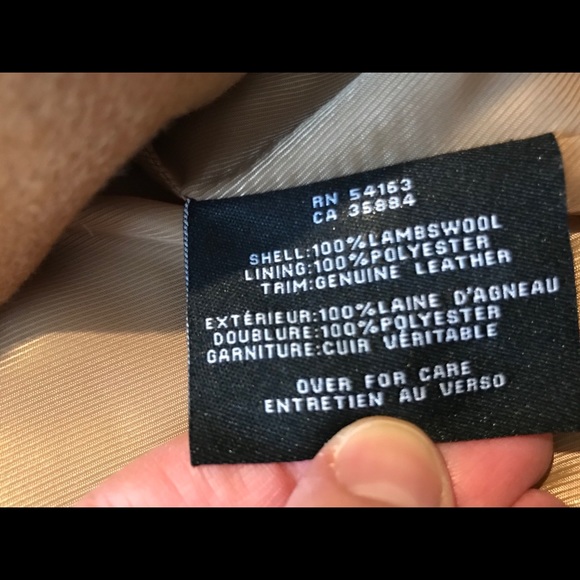 RN 54163
CA 35884
SHELL:100%LAMBSWOOL
LINING:100%POLYESTER
TRIM:GENUINE LEATHER
EXTÉRIEUR:100%LAINE D'AGNEAU
DOUBLURE:100%POLYESTER
GARNITURE:CUIR VÉRITABLE
OVER FOR CARE
ENTRETIEN AU VERSO